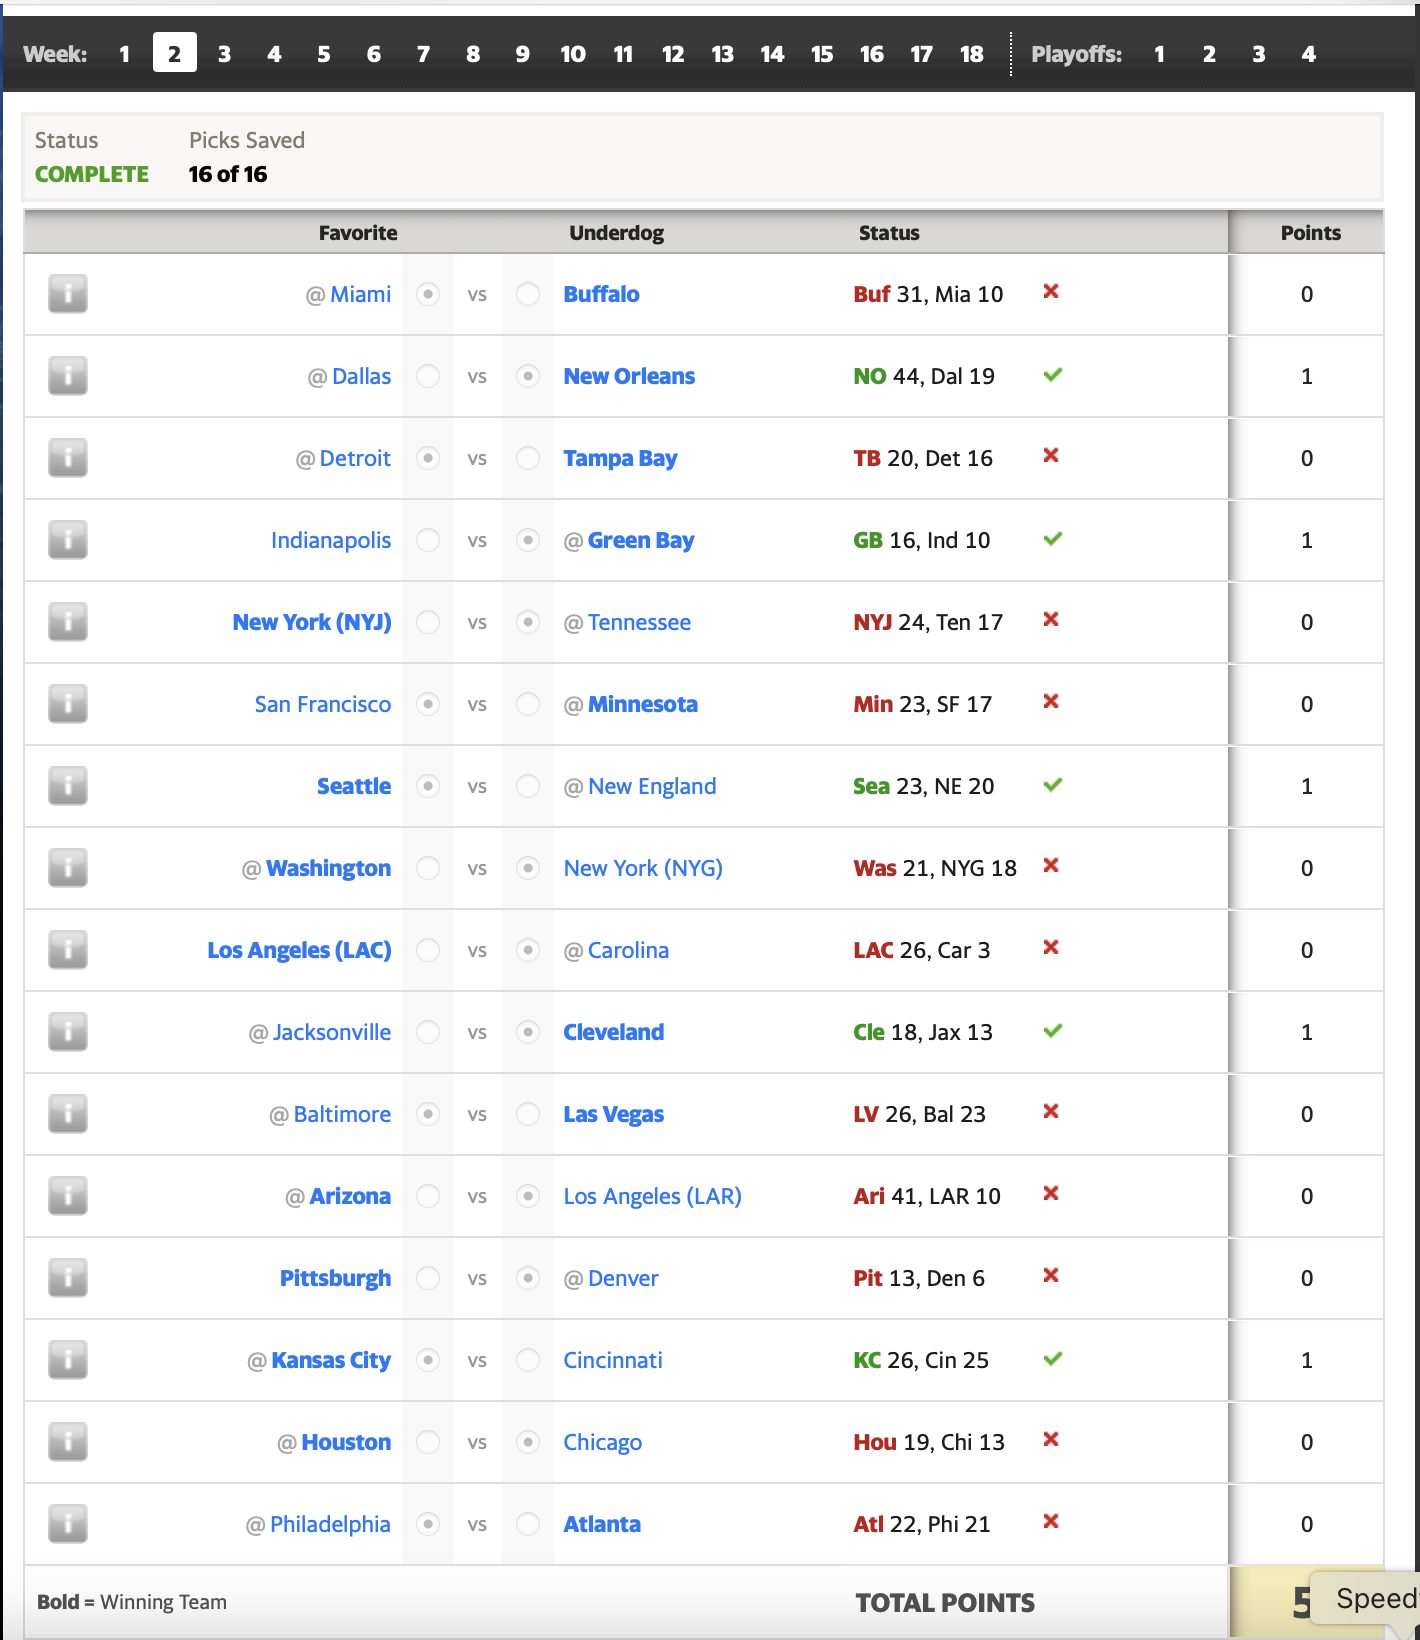 Week: 1 2 3 4 5 6 7 8 9 10 11 12 13 14 15 16 17 18 Playoffs: 1 2 3 4
Status Picks Saved
COMPLETE 16 of 16
Favorite Underdog Status Points
i @ Miami vs Buffalo Buf 31, Mia 10 0
i @ Dallas vs New Orleans NO 44, Dal 19 1
i @ Detroit vs Tampa Bay TB 20, Det 16 0
i Indianapolis vs @ Green Bay GB 16, Ind 10 1
i New York (NYJ) vs @ Tennessee NYJ 24, Ten 17 0
i San Francisco vs @ Minnesota Min 23, SF 17 0
i Seattle vs @ New England Sea 23, NE 20 1
i @ Washington vs New York (NYG) Was 21, NYG 18 0
i Los Angeles (LAC) vs @ Carolina LAC 26, Car 3 0
i @ Jacksonville vs Cleveland Cle 18, Jax 13 1
i @ Baltimore vs Las Vegas LV 26, Bal 23 0
i @ Arizona vs Los Angeles (LAR) Ari 41, LAR 10 0
i Pittsburgh vs @ Denver Pit 13, Den 6 0
i @ Kansas City vs Cincinnati KC 26, Cin 25 1
i @ Houston vs Chicago Hou 19, Chi 13 0
i @ Philadelphia vs Atlanta Atl 22, Phi 21 0
Bold = Winning Team TOTAL POINTS 5
Speed